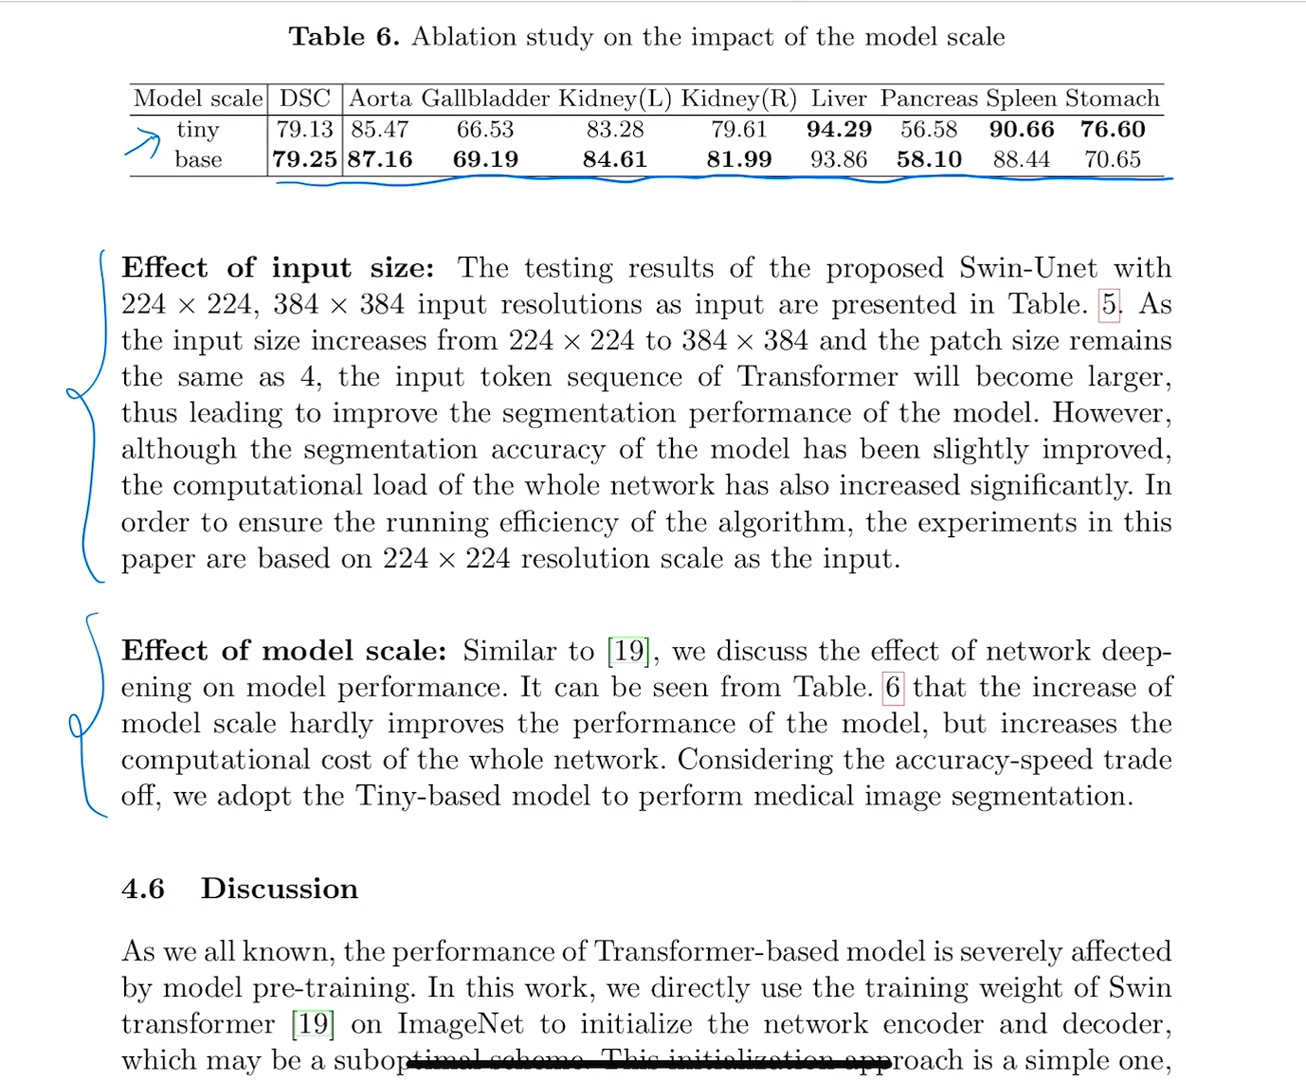 Table 6. Ablation study on the impact of the model scale
Model scale DSC Aorta Gallbladder Kidney(L) Kidney(R) Liver Pancreas Spleen Stomach
tiny 79.13 85.47 66.53 83.28 79.61 94.29 56.58 90.66 76.60
base 79.25 87.16 69.19 84.61 81.99 93.86 58.10 88.44 70.65
Effect of input size: The testing results of the proposed Swin-Unet with
224 × 224, 384 × 384 input resolutions as input are presented in Table. 5. As
the input size increases from 224 × 224 to 384 × 384 and the patch size remains
the same as 4, the input token sequence of Transformer will become larger,
thus leading to improve the segmentation performance of the model. However,
although the segmentation accuracy of the model has been slightly improved,
the computational load of the whole network has also increased significantly. In
order to ensure the running efficiency of the algorithm, the experiments in this
paper are based on 224 × 224 resolution scale as the input.
Effect of model scale: Similar to [19], we discuss the effect of network deep-
ening on model performance. It can be seen from Table. 6 that the increase of
model scale hardly improves the performance of the model, but increases the
computational cost of the whole network. Considering the accuracy-speed trade
off, we adopt the Tiny-based model to perform medical image segmentation.
4.6 Discussion
As we all known, the performance of Transformer-based model is severely affected
by model pre-training. In this work, we directly use the training weight of Swin
transformer [19] on ImageNet to initialize the network encoder and decoder,
which may be a suboptimal scheme. This initialization approach is a simple one,